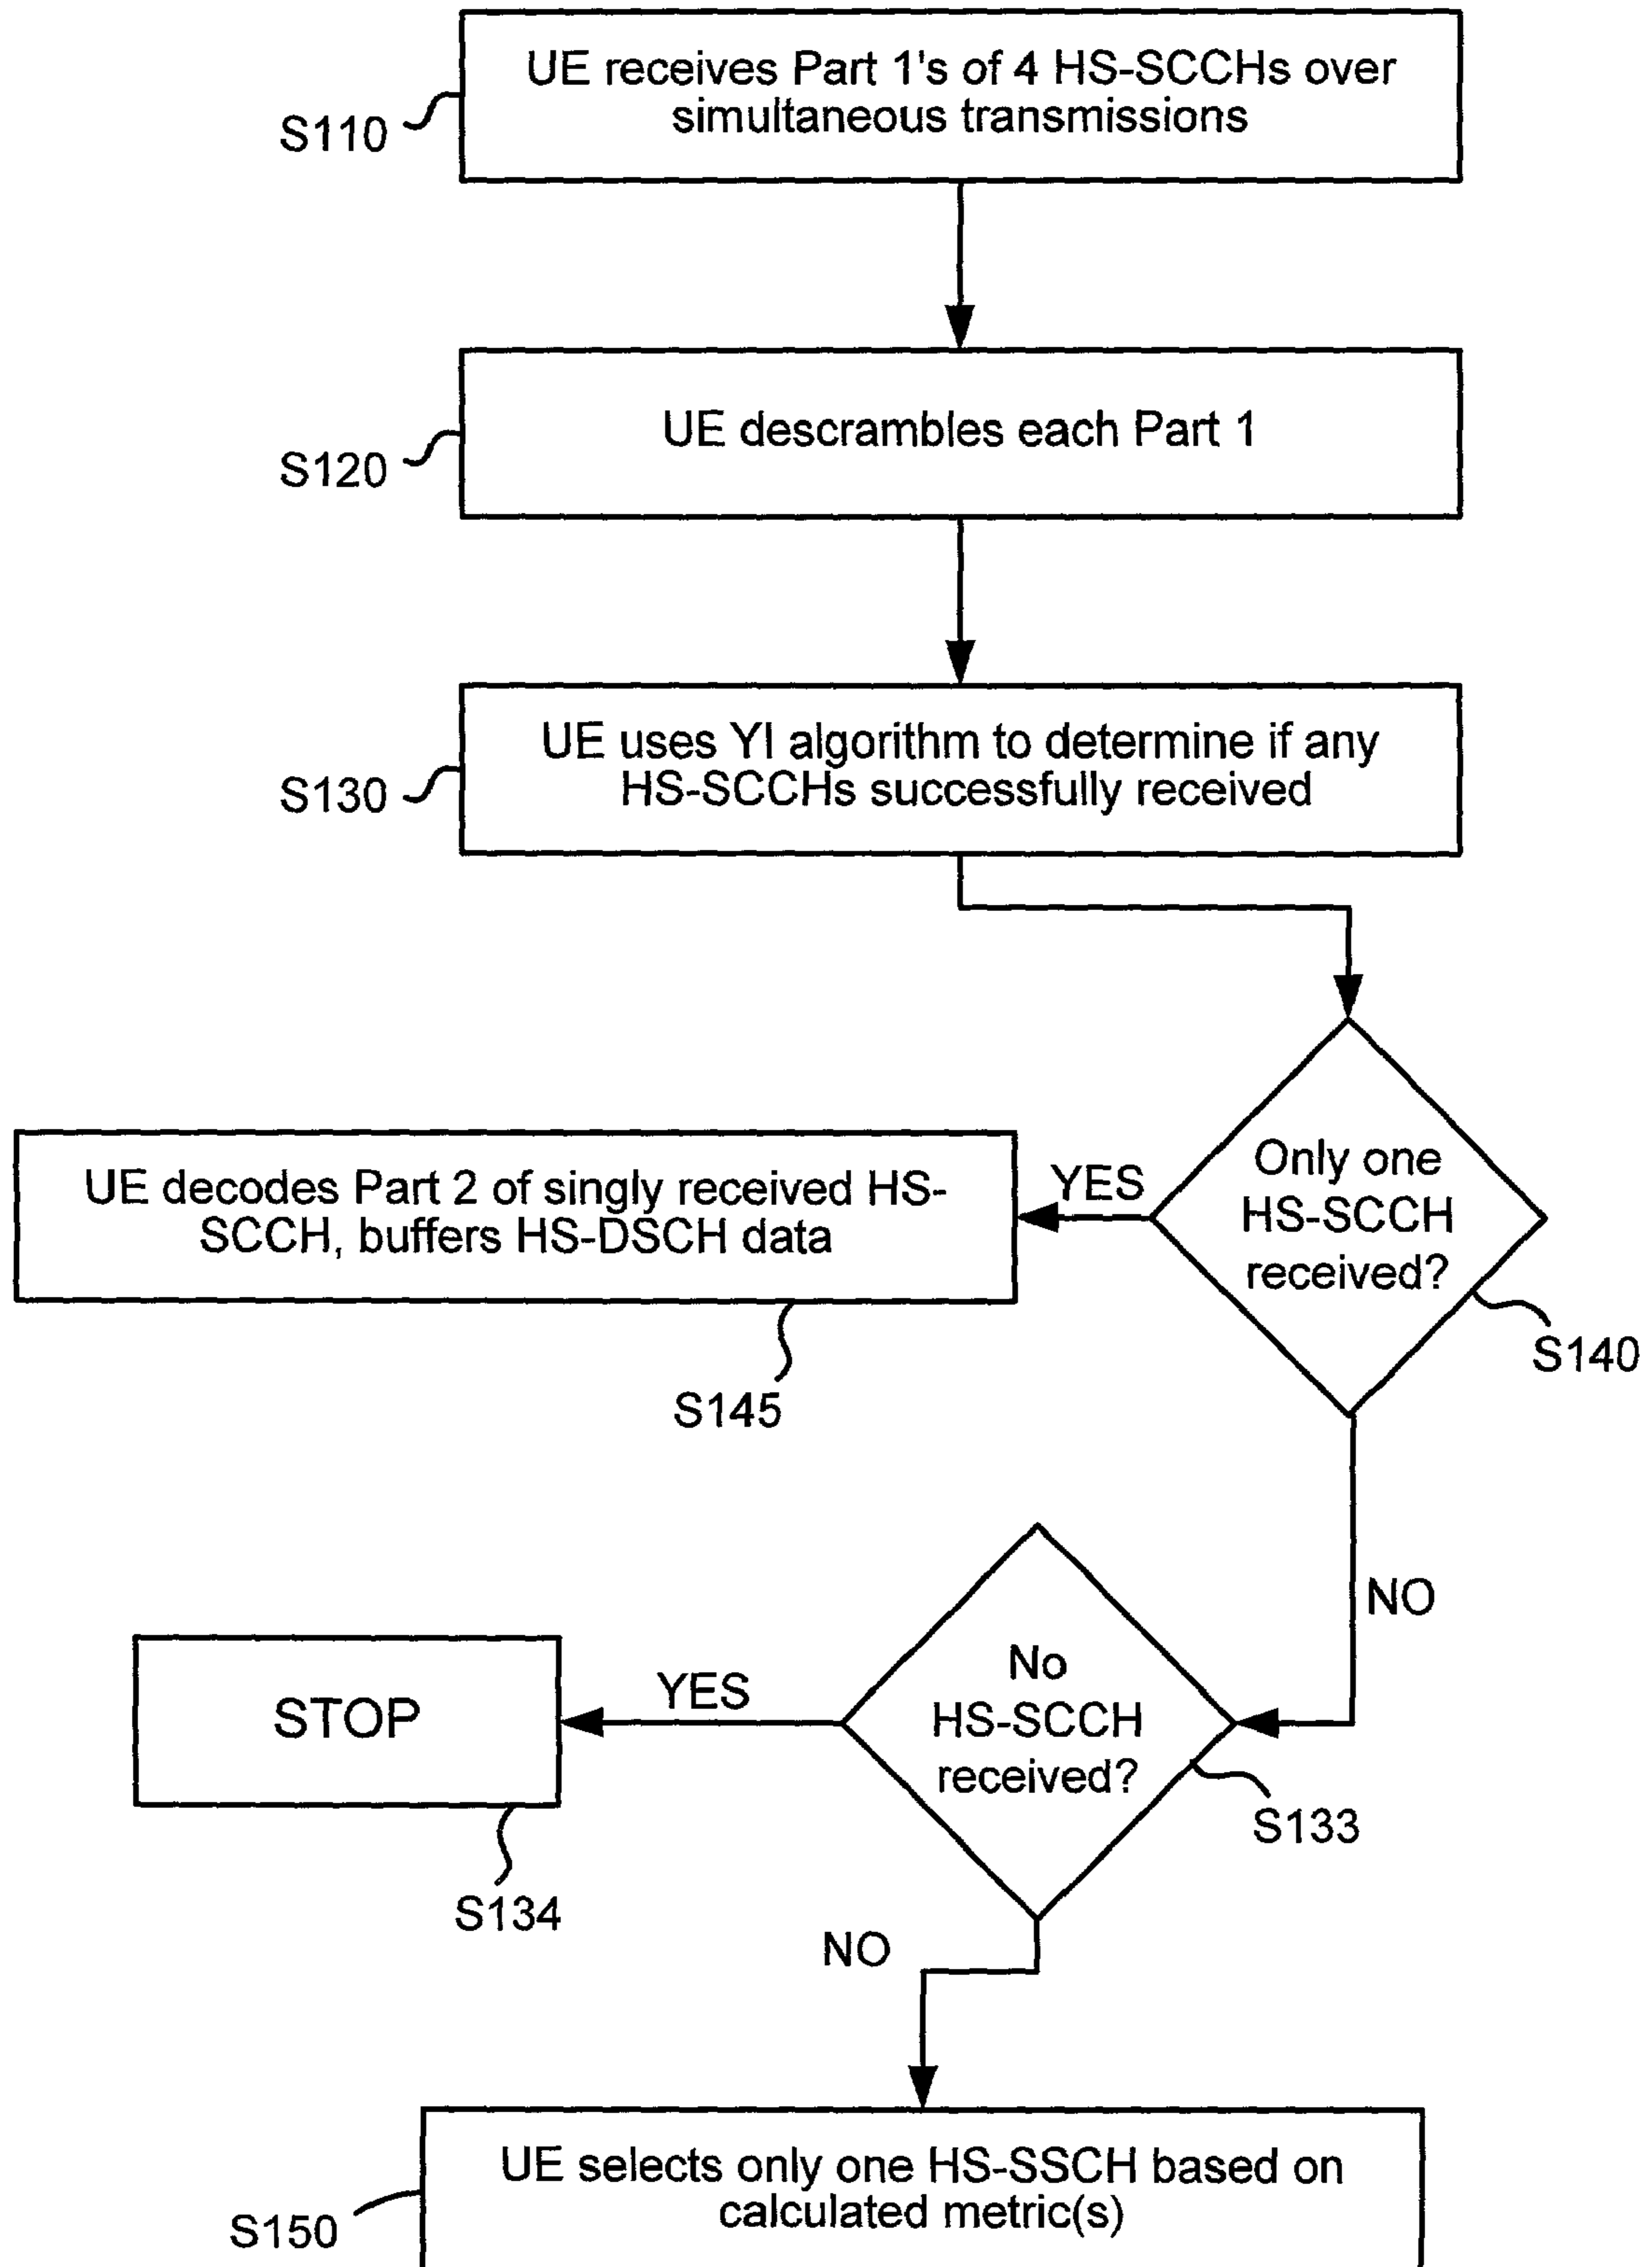 UE receives Part 1's of 4 HS-SCCHs over
simultaneous transmissions
S110
UE descrambles each Part 1
S120
UE uses YI algorithm to determine if any
HS-SCCHs successfully received
S130
Only one
HS-SCCH
received?
S140
YES
UE decodes Part 2 of singly received HS-
SCCH, buffers HS-DSCH data
S145
NO
No
HS-SCCH
received?
S133
YES
STOP
S134
NO
UE selects only one HS-SSCH based on
calculated metric(s)
S150